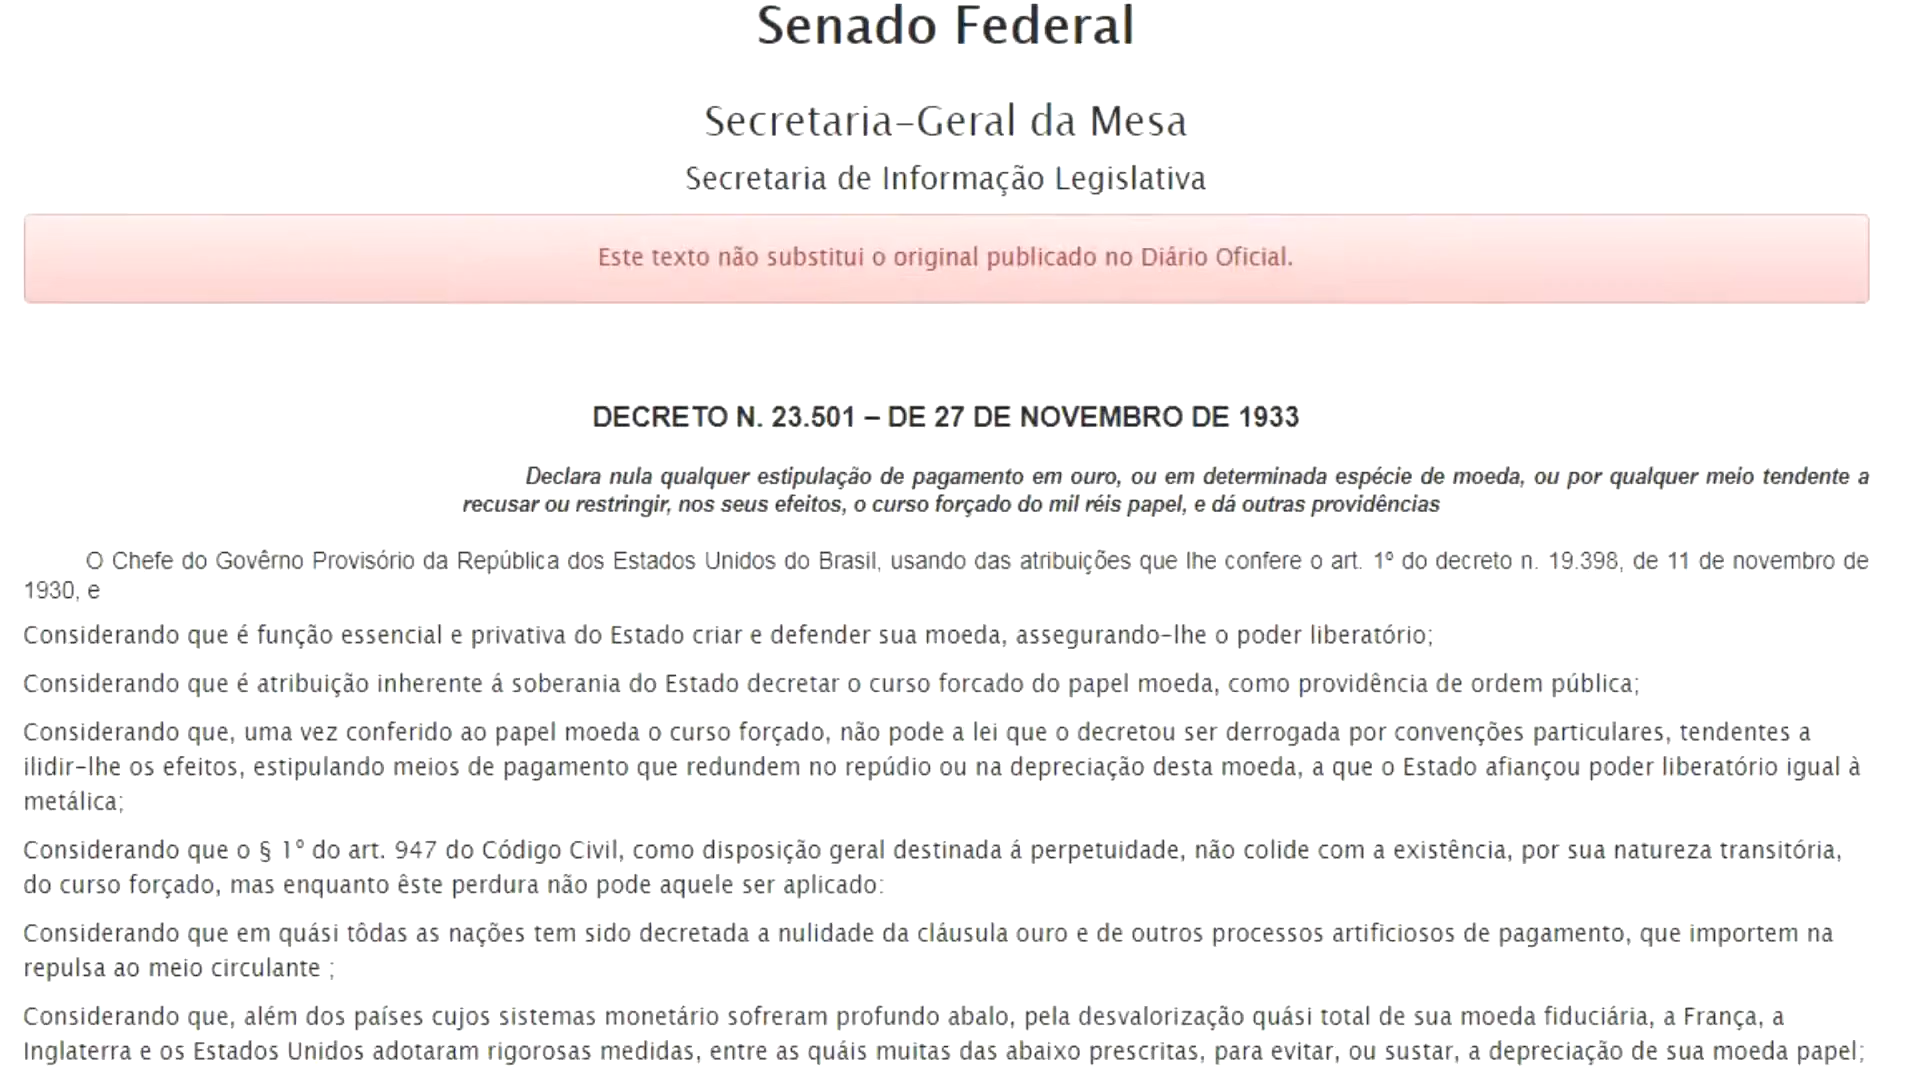 Senado Federal
Secretaria-Geral da Mesa
Secretaria de Informação Legislativa
Este texto não substitui o original publicado no Diário Oficial.
DECRETO N. 23.501 – DE 27 DE NOVEMBRO DE 1933
Declara nula qualquer estipulação de pagamento em ouro, ou em determinada espécie de moeda, ou por qualquer meio tendente a
recusar ou restringir, nos seus efeitos, o curso forçado do mil réis papel, e dá outras providências
O Chefe do Govêrno Provisório da República dos Estados Unidos do Brasil, usando das atribuições que lhe confere o art. 1º do decreto n. 19.398, de 11 de novembro de
1930, e
Considerando que é função essencial e privativa do Estado criar e defender sua moeda, assegurando-lhe o poder liberatório;
Considerando que é atribuição inherente á soberania do Estado decretar o curso forcado do papel moeda, como providência de ordem pública;
Considerando que, uma vez conferido ao papel moeda o curso forçado, não pode a lei que o decretou ser derrogada por convenções particulares, tendentes a
ilidir-lhe os efeitos, estipulando meios de pagamento que redundem no repúdio ou na depreciação desta moeda, a que o Estado afiançou poder liberatório igual à
metálica;
Considerando que o § 1º do art. 947 do Código Civil, como disposição geral destinada á perpetuidade, não colide com a existência, por sua natureza transitória,
do curso forçado, mas enquanto êste perdura não pode aquele ser aplicado:
Considerando que em quási tôdas as nações tem sido decretada a nulidade da cláusula ouro e de outros processos artificiosos de pagamento, que importem na
repulsa ao meio circulante ;
Considerando que, além dos países cujos sistemas monetário sofreram profundo abalo, pela desvalorização quási total de sua moeda fiduciária, a França, a
Inglaterra e os Estados Unidos adotaram rigorosas medidas, entre as quáis muitas das abaixo prescritas, para evitar, ou sustar, a depreciação de sua moeda papel;